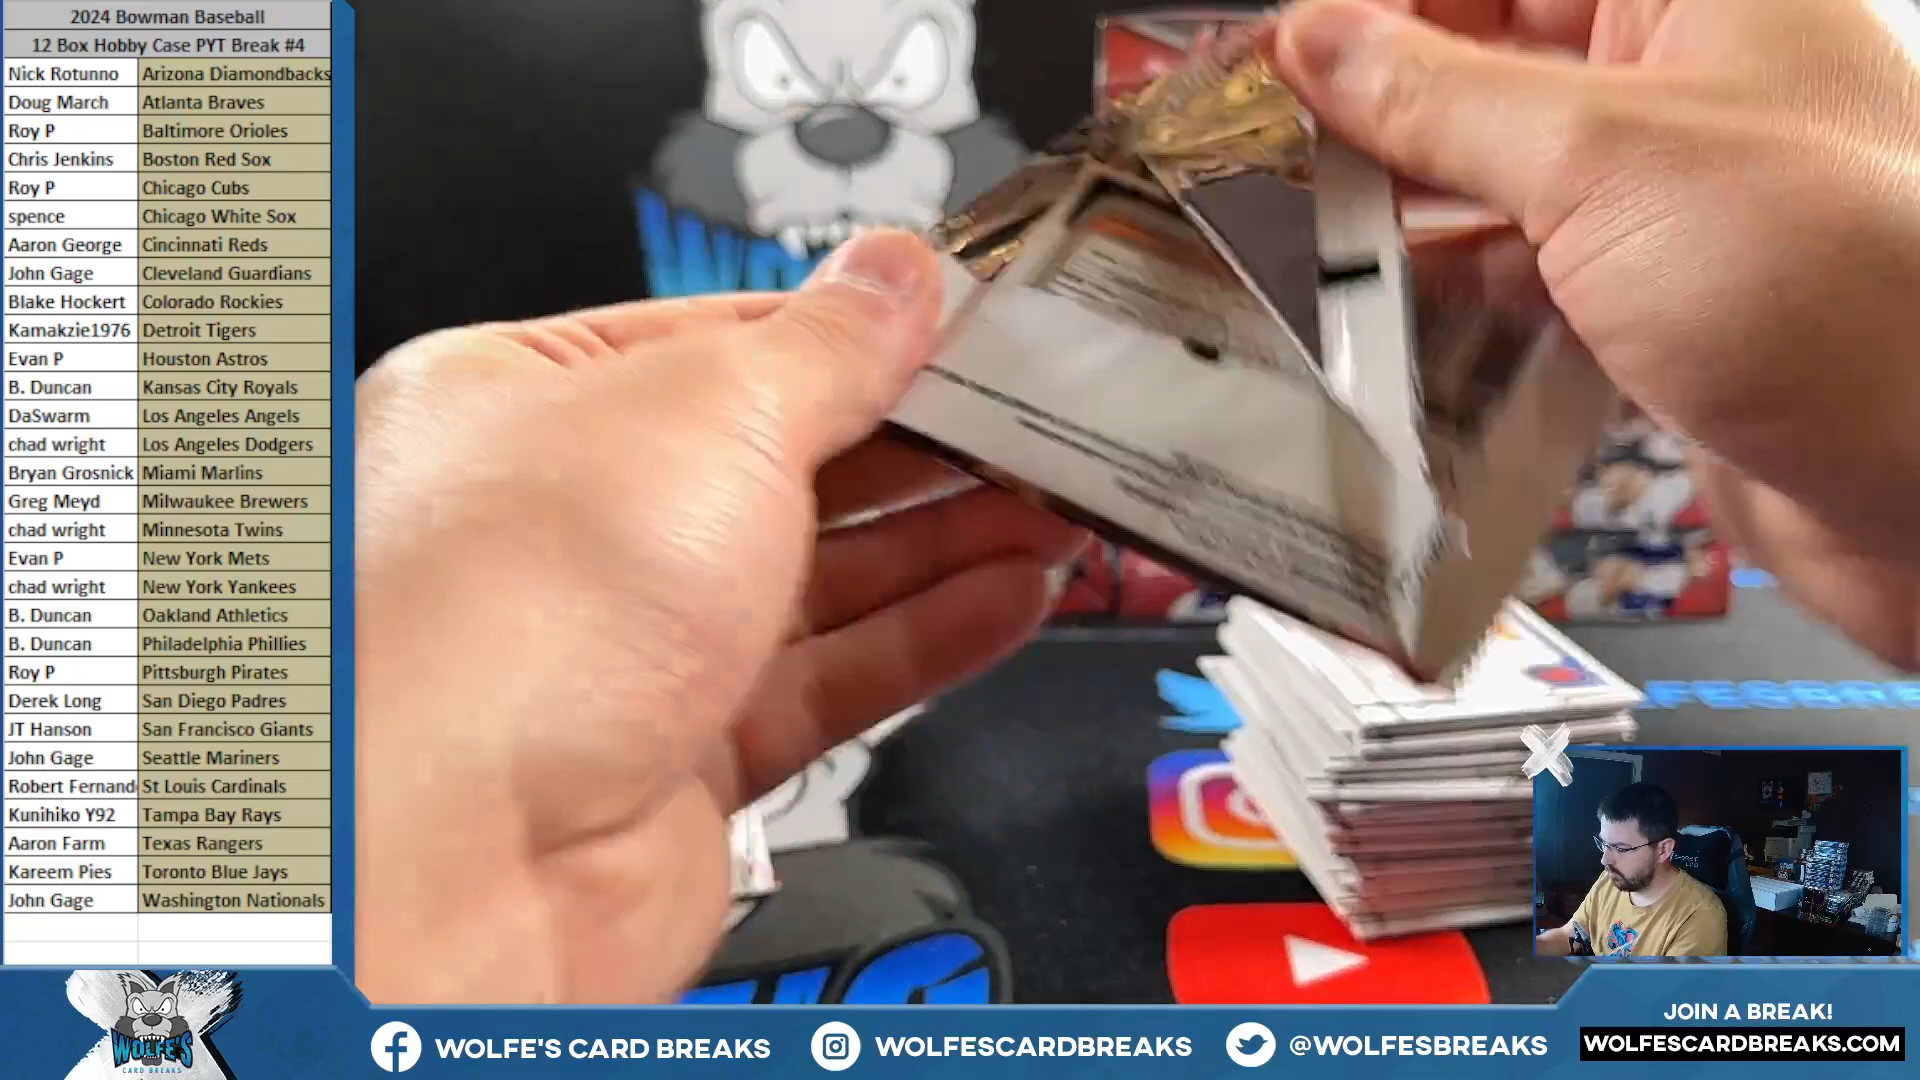 2024 Bowman Baseball
12 Box Hobby Case PYT Break #4
Nick Rotunno Arizona Diamondbacks
Doug March Atlanta Braves
Roy P Baltimore Orioles
Chris Jenkins Boston Red Sox
Roy P Chicago Cubs
spence Chicago White Sox
Aaron George Cincinnati Reds
John Gage Cleveland Guardians
Blake Hockert Colorado Rockies
Kamakzie1976 Detroit Tigers
Evan P Houston Astros
B. Duncan Kansas City Royals
DaSwarm Los Angeles Angels
chad wright Los Angeles Dodgers
Bryan Grosnick Miami Marlins
Greg Meyd Milwaukee Brewers
chad wright Minnesota Twins
Evan P New York Mets
chad wright New York Yankees
B. Duncan Oakland Athletics
B. Duncan Philadelphia Phillies
Roy P Pittsburgh Pirates
Derek Long San Diego Padres
JT Hanson San Francisco Giants
John Gage Seattle Mariners
Robert Fernand St Louis Cardinals
Kunihiko Y92 Tampa Bay Rays
Aaron Farm Texas Rangers
Kareem Pies Toronto Blue Jays
John Gage Washington Nationals
WOLFE'S
CARD BREAKS
WOLFE'S CARD BREAKS
WOLFESCARDBREAKS
@WOLFESBREAKS
JOIN A BREAK!
WOLFESCARDBREAKS.COM